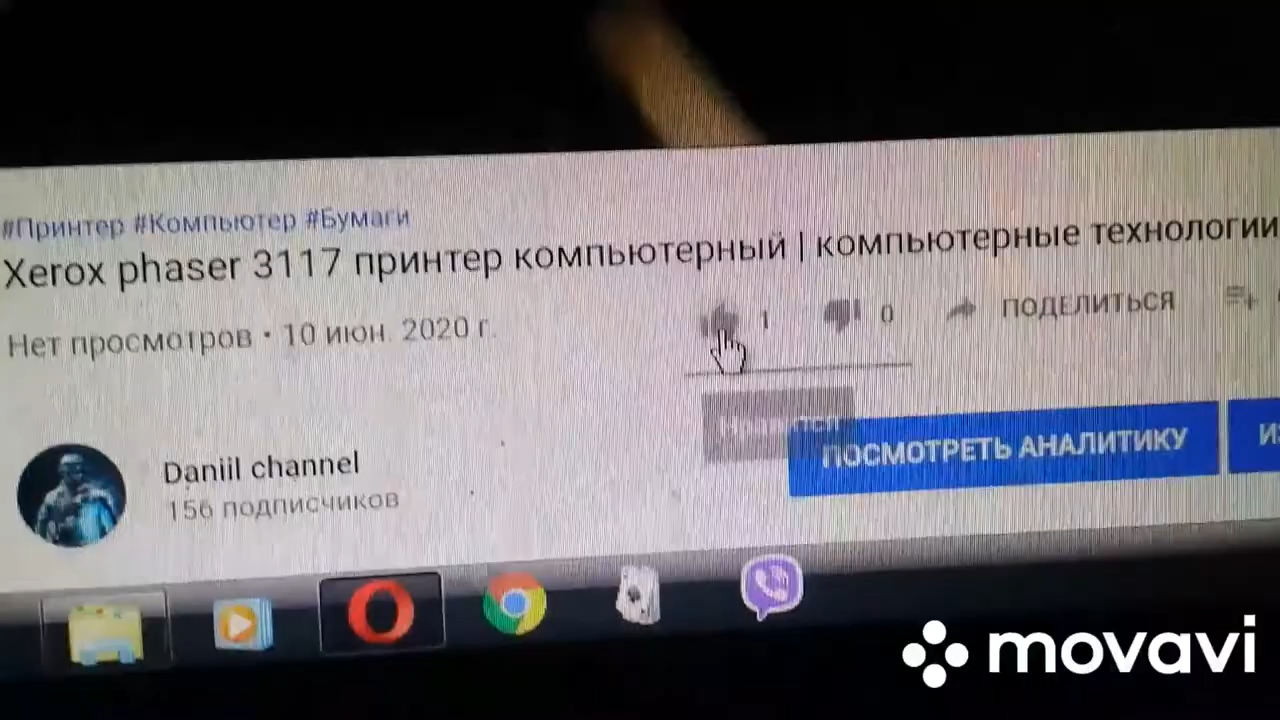 #Принтер #Компьютер #Бумаги
Xerox phaser 3117 принтер компьютерный | компьютерные технологии
Нет просмотров • 10 июн. 2020 г.
1
0
ПОДЕЛИТЬСЯ
Нравится
ПОСМОТРЕТЬ АНАЛИТИКУ
Daniil channel
156 подписчиков
movavi